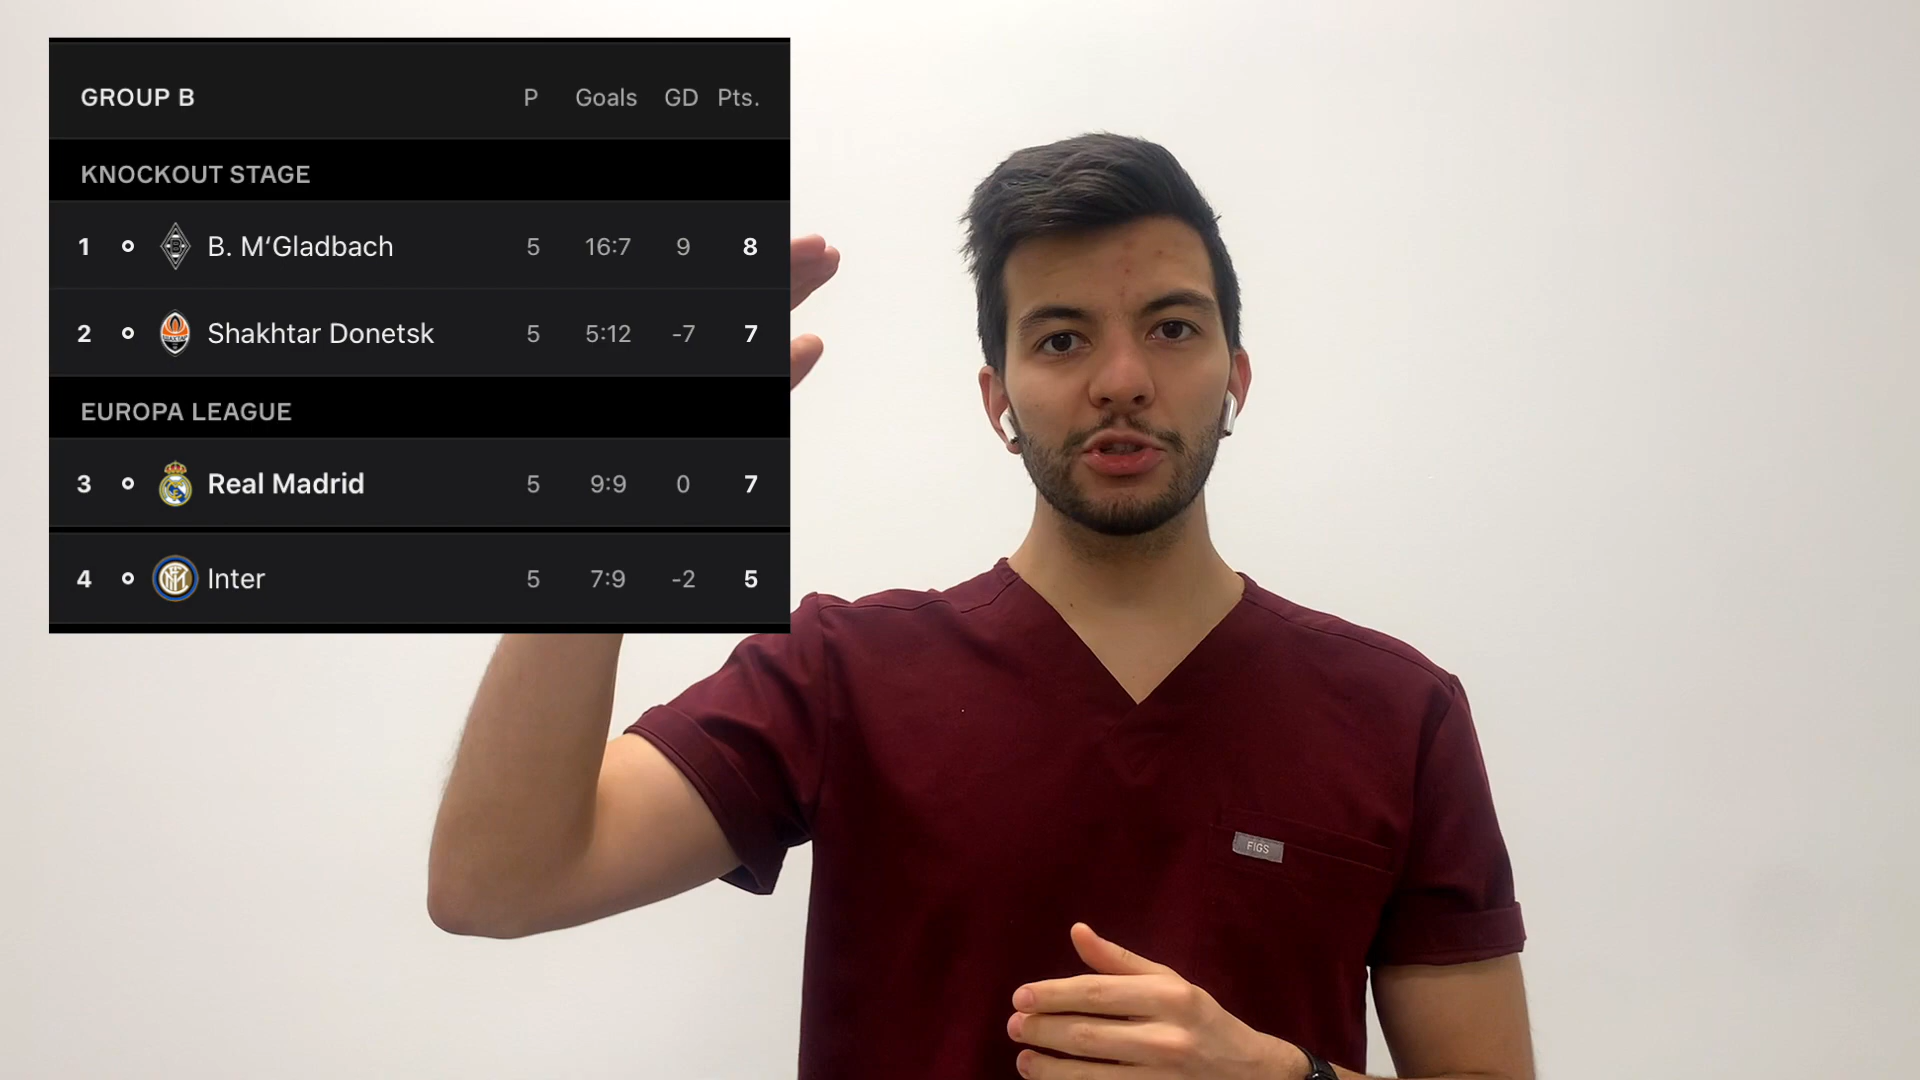 GROUP B P Goals GD Pts.
KNOCKOUT STAGE
1 B. M‘Gladbach 5 16:7 9 8
2 Shakhtar Donetsk 5 5:12 -7 7
EUROPA LEAGUE
3 Real Madrid 5 9:9 0 7
4 Inter 5 7:9 -2 5
FIGS